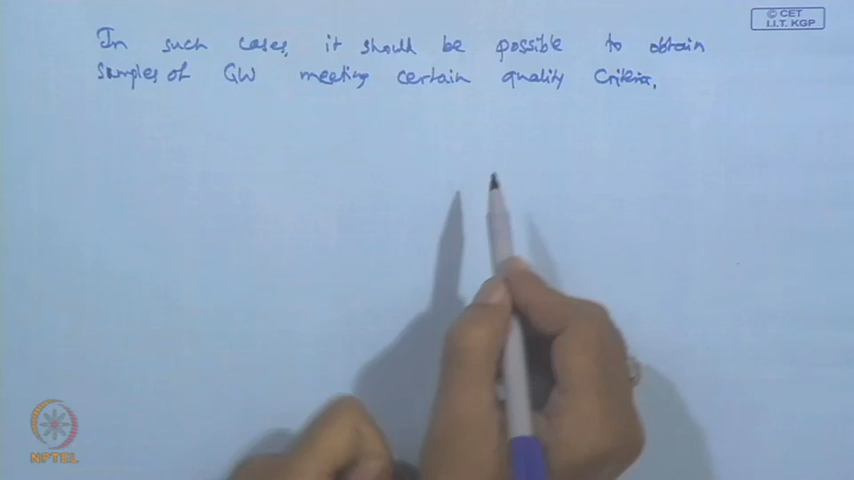 © CET
I.I.T. KGP
In such cases, it should be possible to obtain
Samples of GW meeting certain quality Criteria.
NPTEL